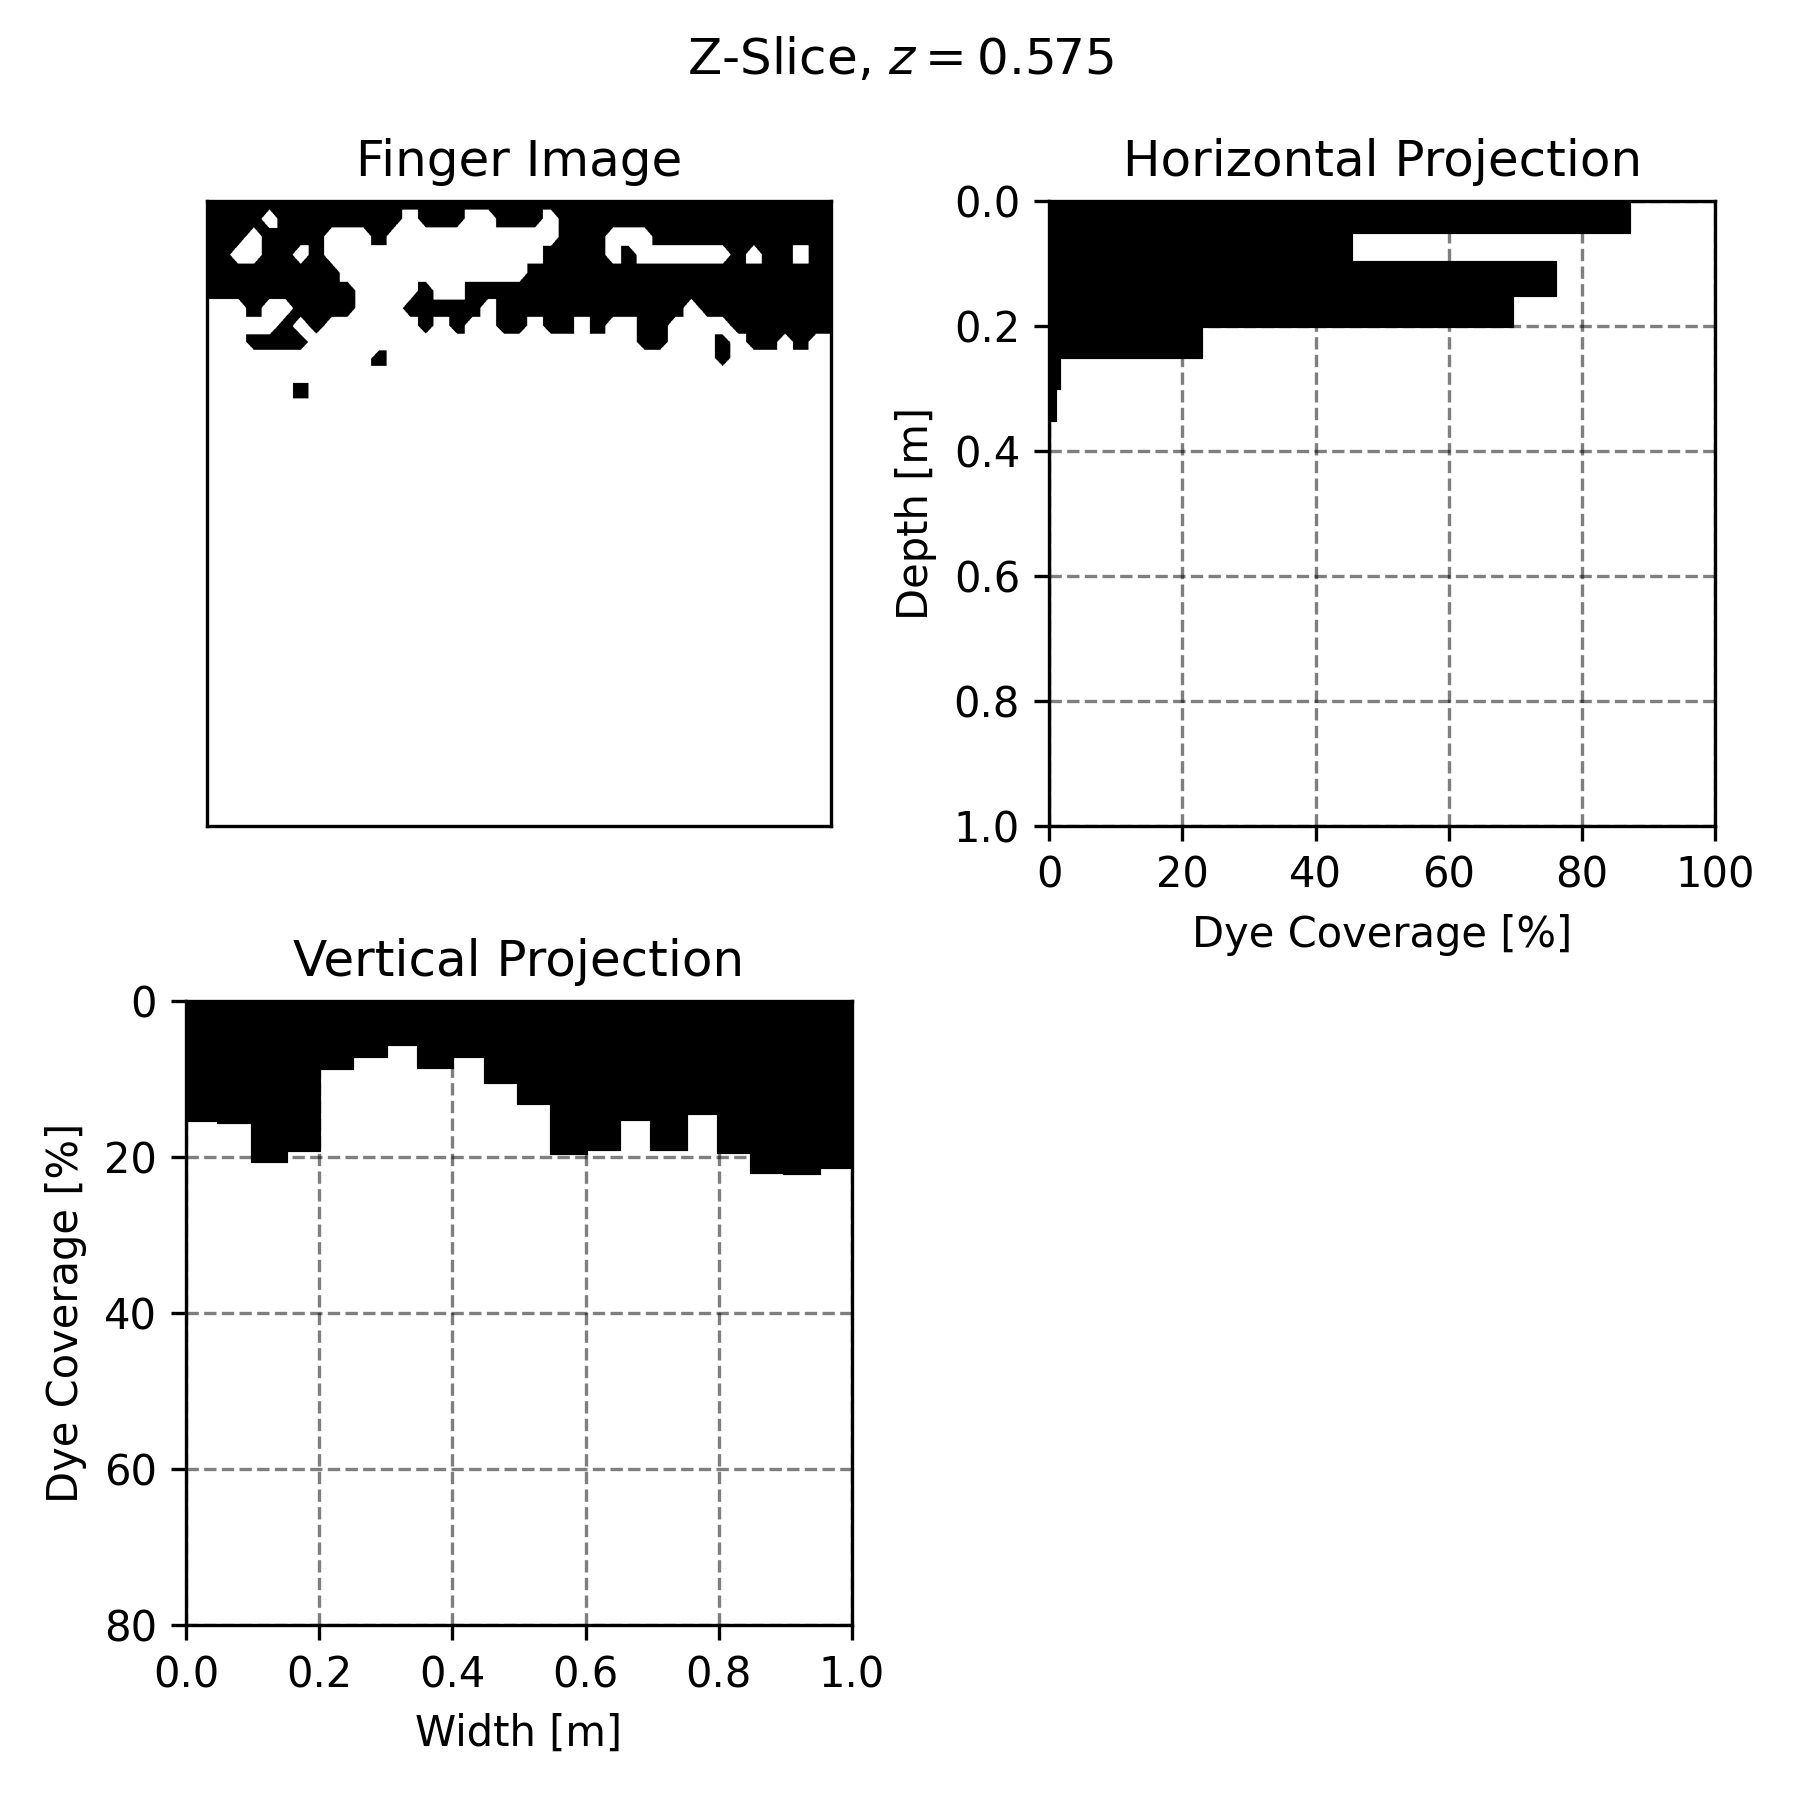 Z-Slice, z = 0.575
Finger Image
Horizontal Projection
0.0
0.2
0.4
0.6
0.8
1.0
Depth [m]
0 20 40 60 80 100
Dye Coverage [%]
Vertical Projection
0
20
40
60
80
Dye Coverage [%]
0.0 0.2 0.4 0.6 0.8 1.0
Width [m]